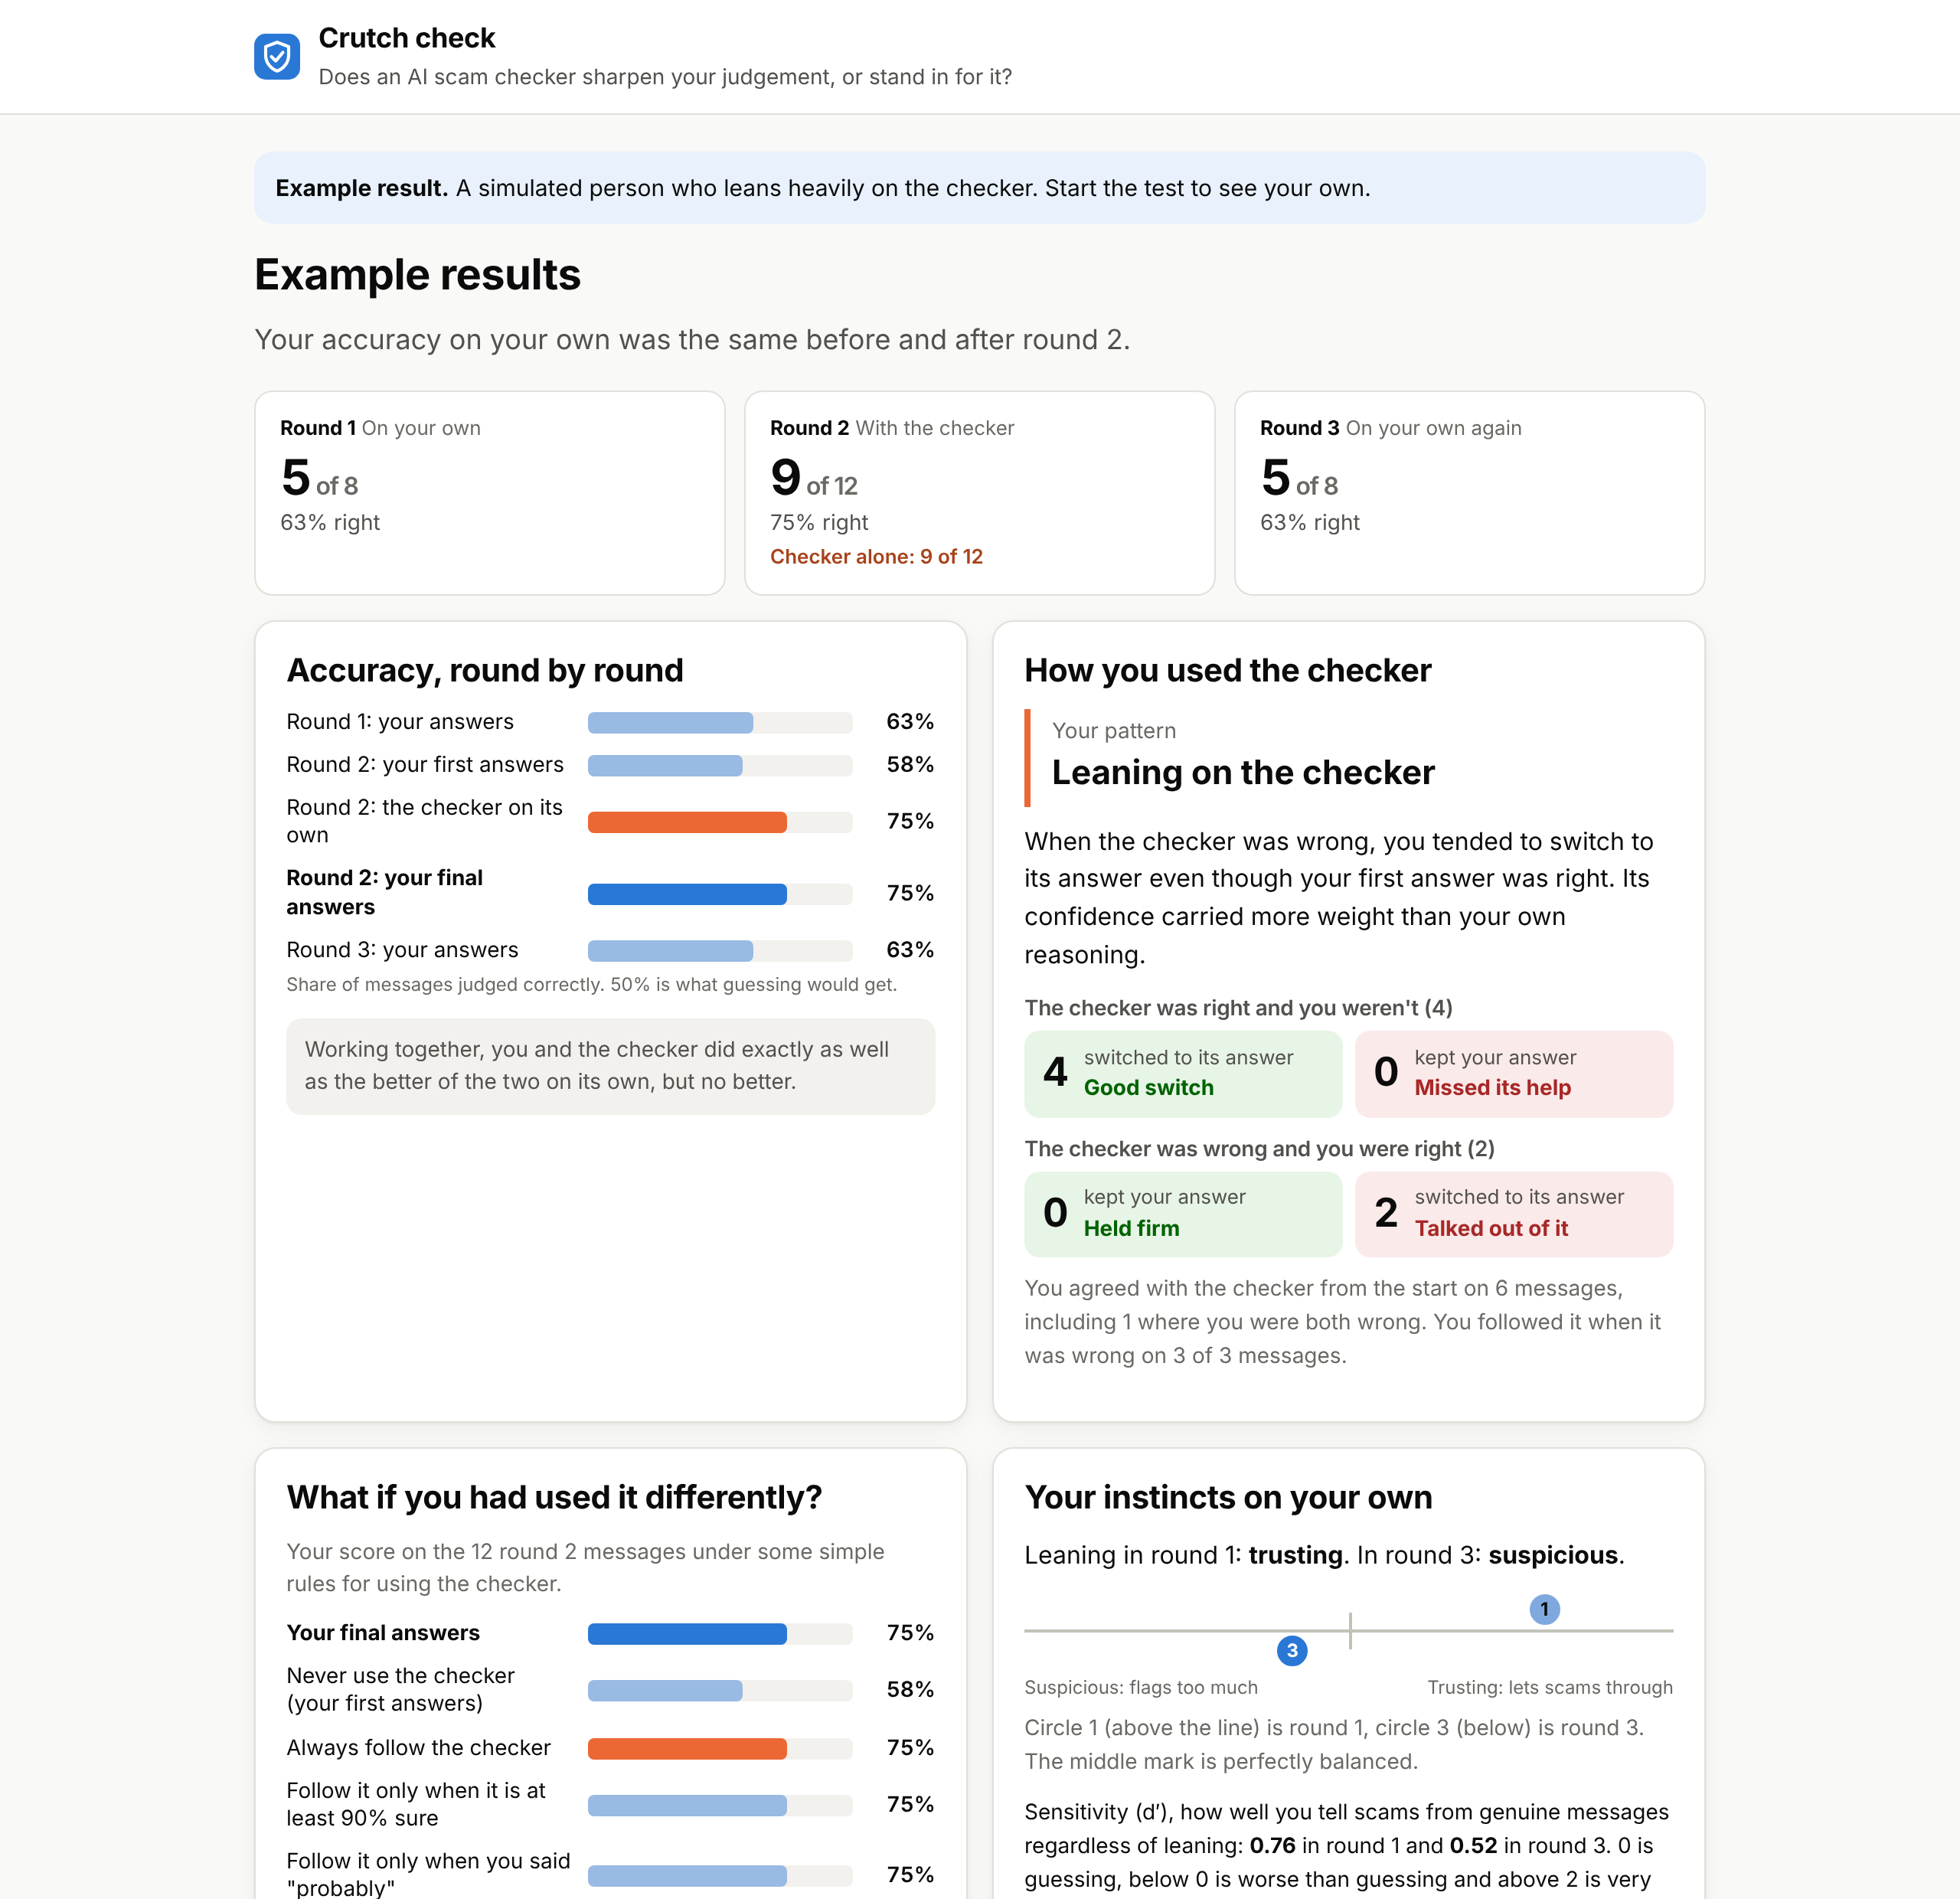 Crutch check
Does an AI scam checker sharpen your judgement, or stand in for it?
Example result. A simulated person who leans heavily on the checker. Start the test to see your own.
Example results
Your accuracy on your own was the same before and after round 2.
Round 1 On your own
5 of 8
63% right
Round 2 With the checker
9 of 12
75% right
Checker alone: 9 of 12
Round 3 On your own again
5 of 8
63% right
Accuracy, round by round
Round 1: your answers 63%
Round 2: your first answers 58%
Round 2: the checker on its
own
75%
Round 2: your final
answers
75%
Round 3: your answers 63%
Share of messages judged correctly. 50% is what guessing would get.
Working together, you and the checker did exactly as well
as the better of the two on its own, but no better.
How you used the checker
Your pattern
Leaning on the checker
When the checker was wrong, you tended to switch to
its answer even though your first answer was right. Its
confidence carried more weight than your own
reasoning.
The checker was right and you weren't (4)
4 switched to its answer
Good switch
0 kept your answer
Missed its help
The checker was wrong and you were right (2)
0 kept your answer
Held firm
2 switched to its answer
Talked out of it
You agreed with the checker from the start on 6 messages,
including 1 where you were both wrong. You followed it when it
was wrong on 3 of 3 messages.
What if you had used it differently?
Your score on the 12 round 2 messages under some simple
rules for using the checker.
Your final answers 75%
Never use the checker
(your first answers)
58%
Always follow the checker 75%
Follow it only when it is at
least 90% sure
75%
Follow it only when you said
"probably"
75%
Your instincts on your own
Leaning in round 1: trusting. In round 3: suspicious.
1
3
Suspicious: flags too much
Trusting: lets scams through
Circle 1 (above the line) is round 1, circle 3 (below) is round 3.
The middle mark is perfectly balanced.
Sensitivity (d′), how well you tell scams from genuine messages
regardless of leaning: 0.76 in round 1 and 0.52 in round 3. 0 is
guessing, below 0 is worse than guessing and above 2 is very